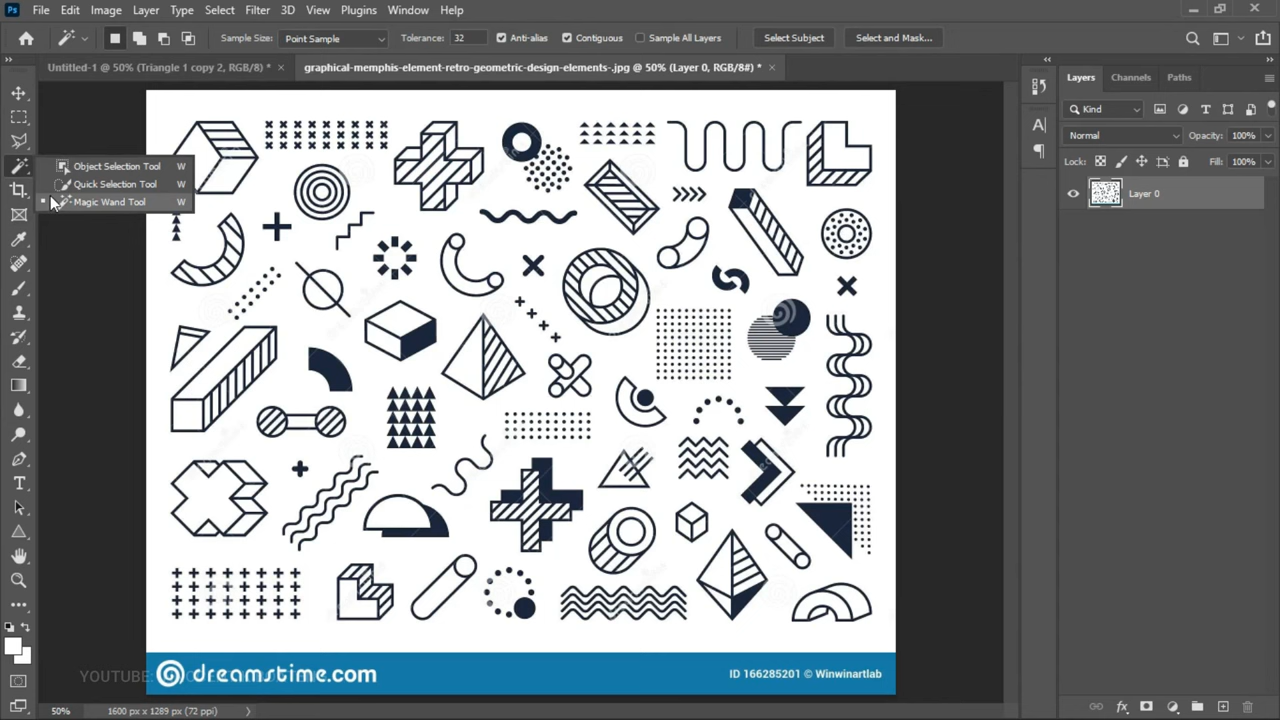 Ps File Edit Image Layer Type Select Filter 3D View Plugins Window Help
Sample Size: Point Sample Tolerance: 32 Anti-alias Contiguous Sample All Layers Select Subject Select and Mask...
Untitled-1 @ 50% (Triangle 1 copy 2, RGB/8) * × graphical-memphis-element-retro-geometric-design-elements-.jpg @ 50% (Layer 0, RGB/8#) * ×
Layers Channels Paths
Kind
Normal Opacity: 100%
Lock: Fill: 100%
Object Selection Tool W
Quick Selection Tool W
Magic Wand Tool W
Layer 0
dreamstime.com
ID 166285201 © Winwinartlab
YOUTUBE:
50% 1600 px x 1289 px (72 ppi)